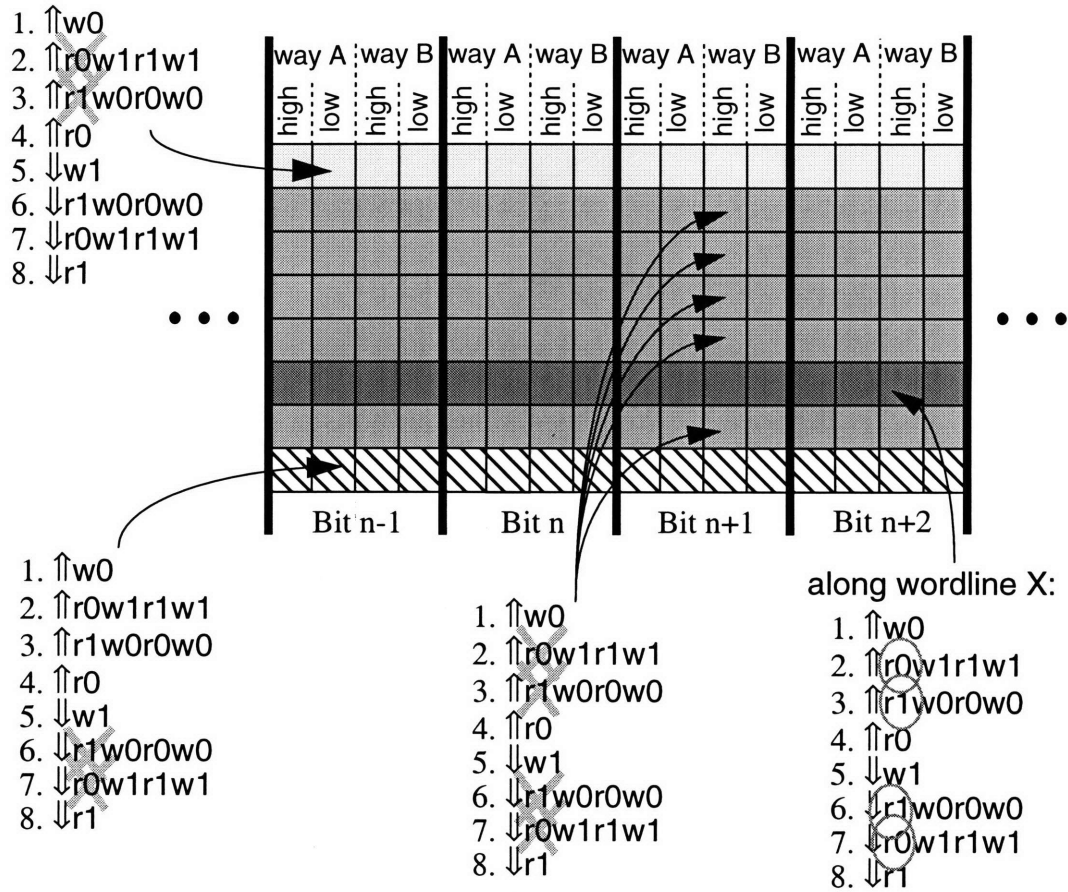 1. ⇑w0
2. ⇑r0w1r1w1
3. ⇑r1w0r0w0
4. ⇑r0
5. ⇓w1
6. ⇓r1w0r0w0
7. ⇓r0w1r1w1
8. ⇓r1
way A way B way A way B way A way B way A way B
high low high low high low high low high low high low high low high low
• • • • • •
Bit n-1 Bit n Bit n+1 Bit n+2
1. ⇑w0
2. ⇑r0w1r1w1
3. ⇑r1w0r0w0
4. ⇑r0
5. ⇓w1
6. ⇓r1w0r0w0
7. ⇓r0w1r1w1
8. ⇓r1
1. ⇑w0
2. ⇑r0w1r1w1
3. ⇑r1w0r0w0
4. ⇑r0
5. ⇓w1
6. ⇓r1w0r0w0
7. ⇓r0w1r1w1
8. ⇓r1
along wordline X:
1. ⇑w0
2. ⇑r0w1r1w1
3. ⇑r1w0r0w0
4. ⇑r0
5. ⇓w1
6. ⇓r1w0r0w0
7. ⇓r0w1r1w1
8. ⇓r1